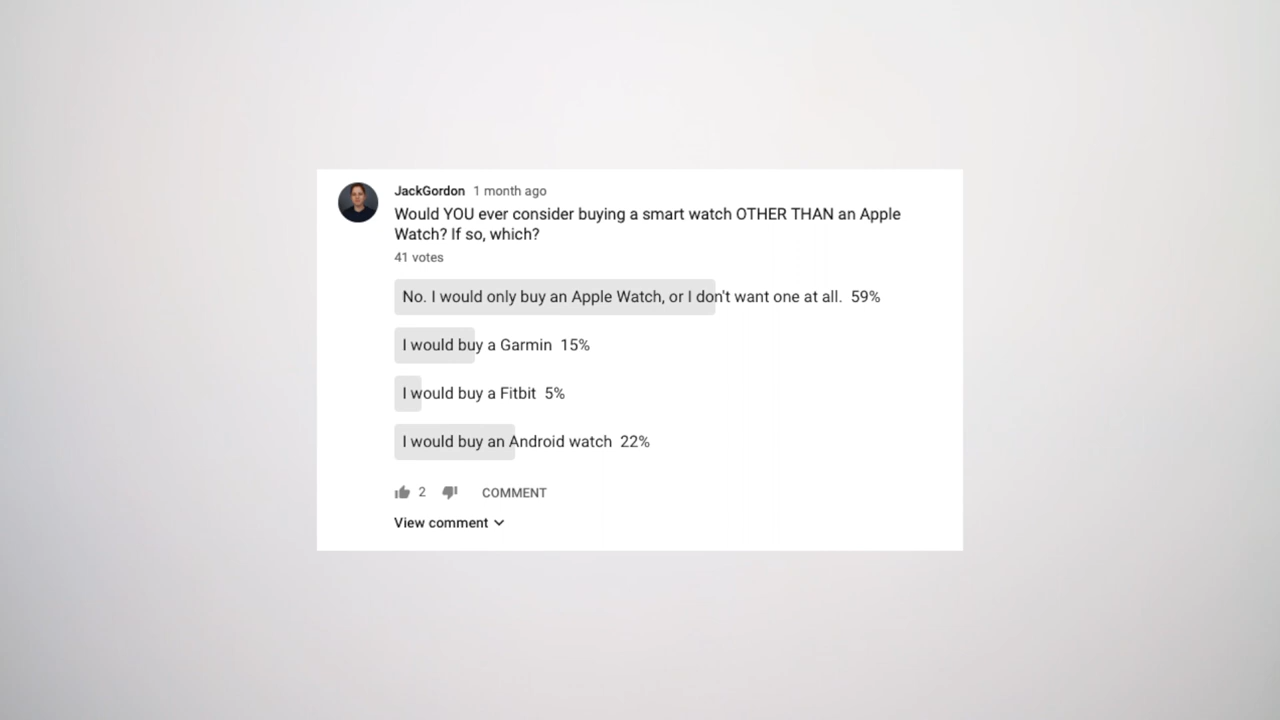 JackGordon 1 month ago
Would YOU ever consider buying a smart watch OTHER THAN an Apple
Watch? If so, which?
41 votes
No. I would only buy an Apple Watch, or I don't want one at all. 59%
I would buy a Garmin 15%
I would buy a Fitbit 5%
I would buy an Android watch 22%
2 COMMENT
View comment